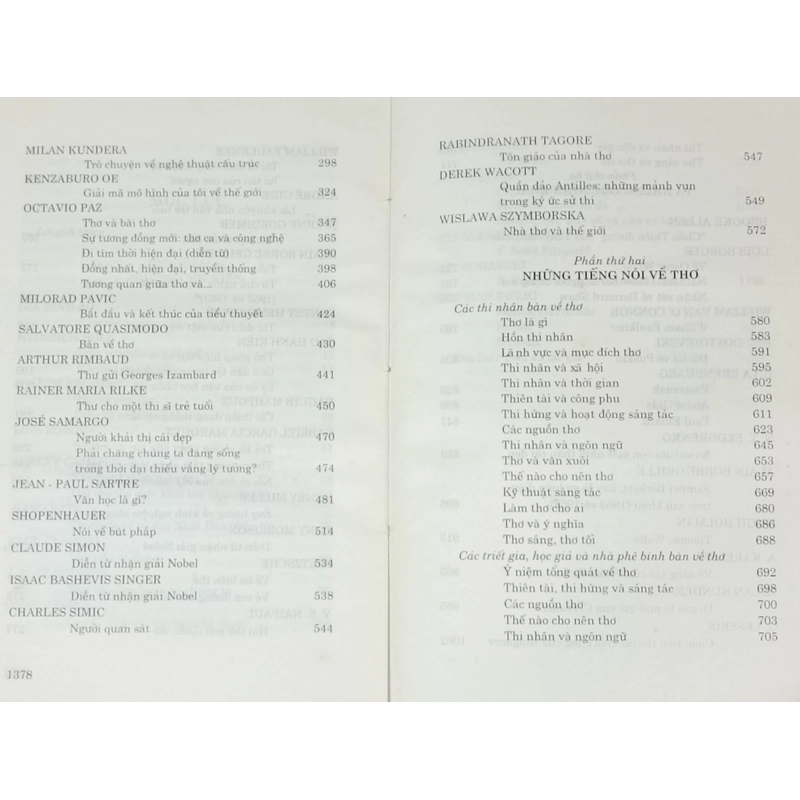 MILAN KUNDERA
Trò chuyện về nghệ thuật cấu trúc 298
KENZABURO OE
Giải mã mô hình của tôi về thế giới 324
OCTAVIO PAZ
Thơ và bài thơ 347
Sự tương đồng mới: thơ ca và công nghệ 365
Đi tìm thời hiện đại (diễn từ) 390
Đồng nhất, hiện đại, truyền thống 398
Tương quan giữa thơ và... 406
MILORAD PAVIC
Bắt đầu và kết thúc của tiểu thuyết 424
SALVATORE QUASIMODO
Bàn về thơ 430
ARTHUR RIMBAUD
Thư gửi Georges Izambard 441
RAINER MARIA RILKE
Thư cho một thi sĩ trẻ tuổi 450
JOSÉ SAMARGO
Người khải thị cái đẹp 470
Phải chăng chúng ta đang sống
trong thời đại thiếu vắng lý tưởng? 474
JEAN - PAUL SARTRE
Văn học là gì? 481
SHOPENHAUER
Nói về bút pháp 513
CLAUDE SIMON
Diễn từ nhận giải Nobel 534
ISAAC BASHEVIS SINGER
Diễn từ nhận giải Nobel 538
CHARLES SIMIC
Người quan sát 544
1378
RABINDRANATH TAGORE
Tôn giáo của nhà thơ 547
DEREK WACOTT
Quần đảo Antilles: những mảnh vụn
trong ký ức sử thi 549
WISLAWA SZYMBORSKA
Nhà thơ và thế giới 572
Phần thứ hai
NHỮNG TIẾNG NÓI VỀ THƠ
Các thi nhân bàn về thơ
Thơ là gì 580
Hồn thi nhân 583
Lãnh vực và mục đích thơ 591
Thi nhân và xã hội 595
Thi nhân và thời gian 602
Thiên tài và công phu 609
Thi hứng và hoạt động sáng tác 611
Các nguồn thơ 623
Thi nhân và ngôn ngữ 645
Thơ và văn xuôi 653
Thế nào cho nên thơ 657
Kỹ thuật sáng tác 669
Làm thơ cho ai 680
Thơ và ý nghĩa 686
Thơ sáng, thơ tối 688
Các triết gia, học giả và nhà phê bình bàn về thơ
Ý niệm tổng quát về thơ 692
Thiên tài, thi hứng và sáng tác 698
Các nguồn thơ 700
Thế nào cho nên thơ 703
Thi nhân và ngôn ngữ 705